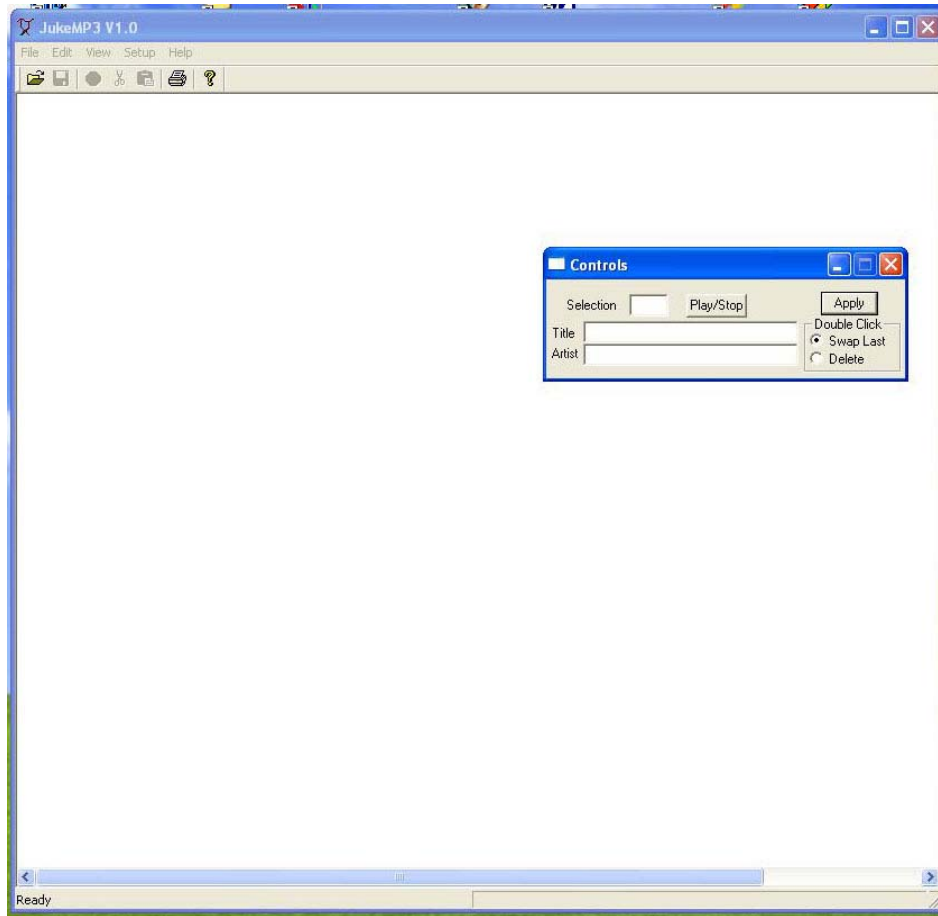 JukeMP3 V1.0
File Edit View Setup Help
Controls
Selection Play/Stop Apply
Double Click
Title Swap Last
Artist Delete
Ready